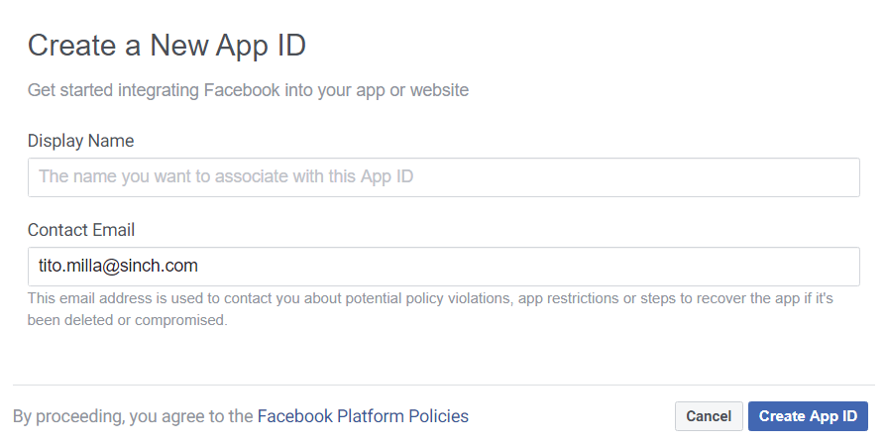 Create a New App ID
Get started integrating Facebook into your app or website
Display Name
The name you want to associate with this App ID
Contact Email
tito.milla@sinch.com
This email address is used to contact you about potential policy violations, app restrictions or steps to recover the app if it's
been deleted or compromised.
By proceeding, you agree to the Facebook Platform Policies
Cancel
Create App ID